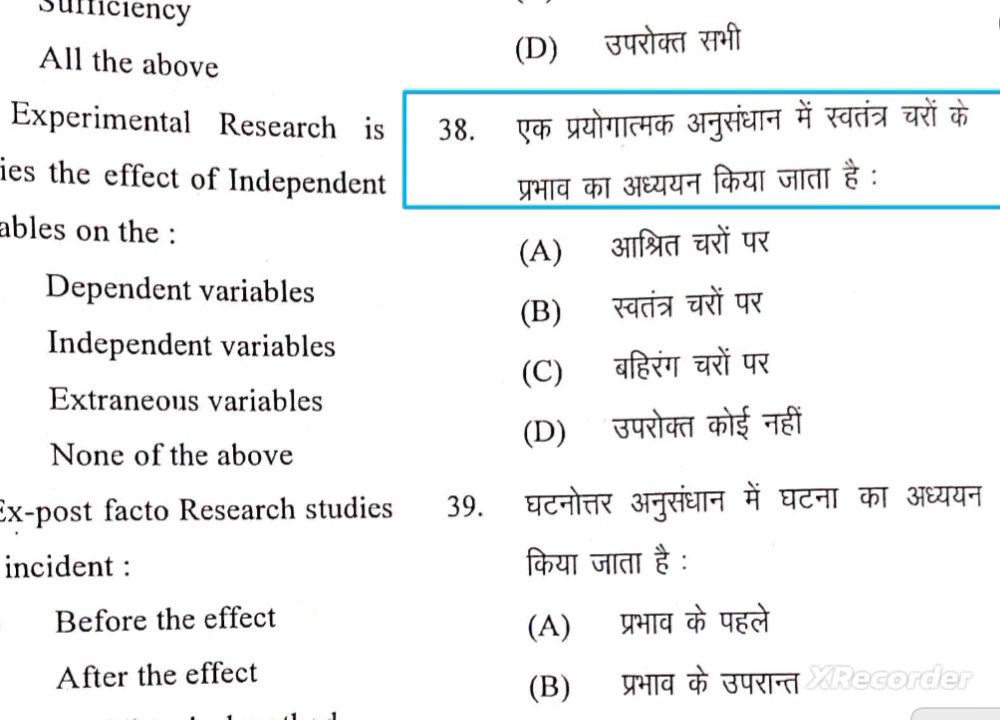 Sufficiency
All the above
Experimental Research is
ies the effect of Independent
ables on the :
Dependent variables
Independent variables
Extraneous variables
None of the above
Ex-post facto Research studies
incident :
Before the effect
After the effect
(D) उपरोक्त सभी
38. एक प्रयोगात्मक अनुसंधान में स्वतंत्र चरों के
प्रभाव का अध्ययन किया जाता है :
(A) आश्रित चरों पर
(B) स्वतंत्र चरों पर
(C) बहिरंग चरों पर
(D) उपरोक्त कोई नहीं
39. घटनोत्तर अनुसंधान में घटना का अध्ययन
किया जाता है :
(A) प्रभाव के पहले
(B) प्रभाव के उपरान्त
XRecorder